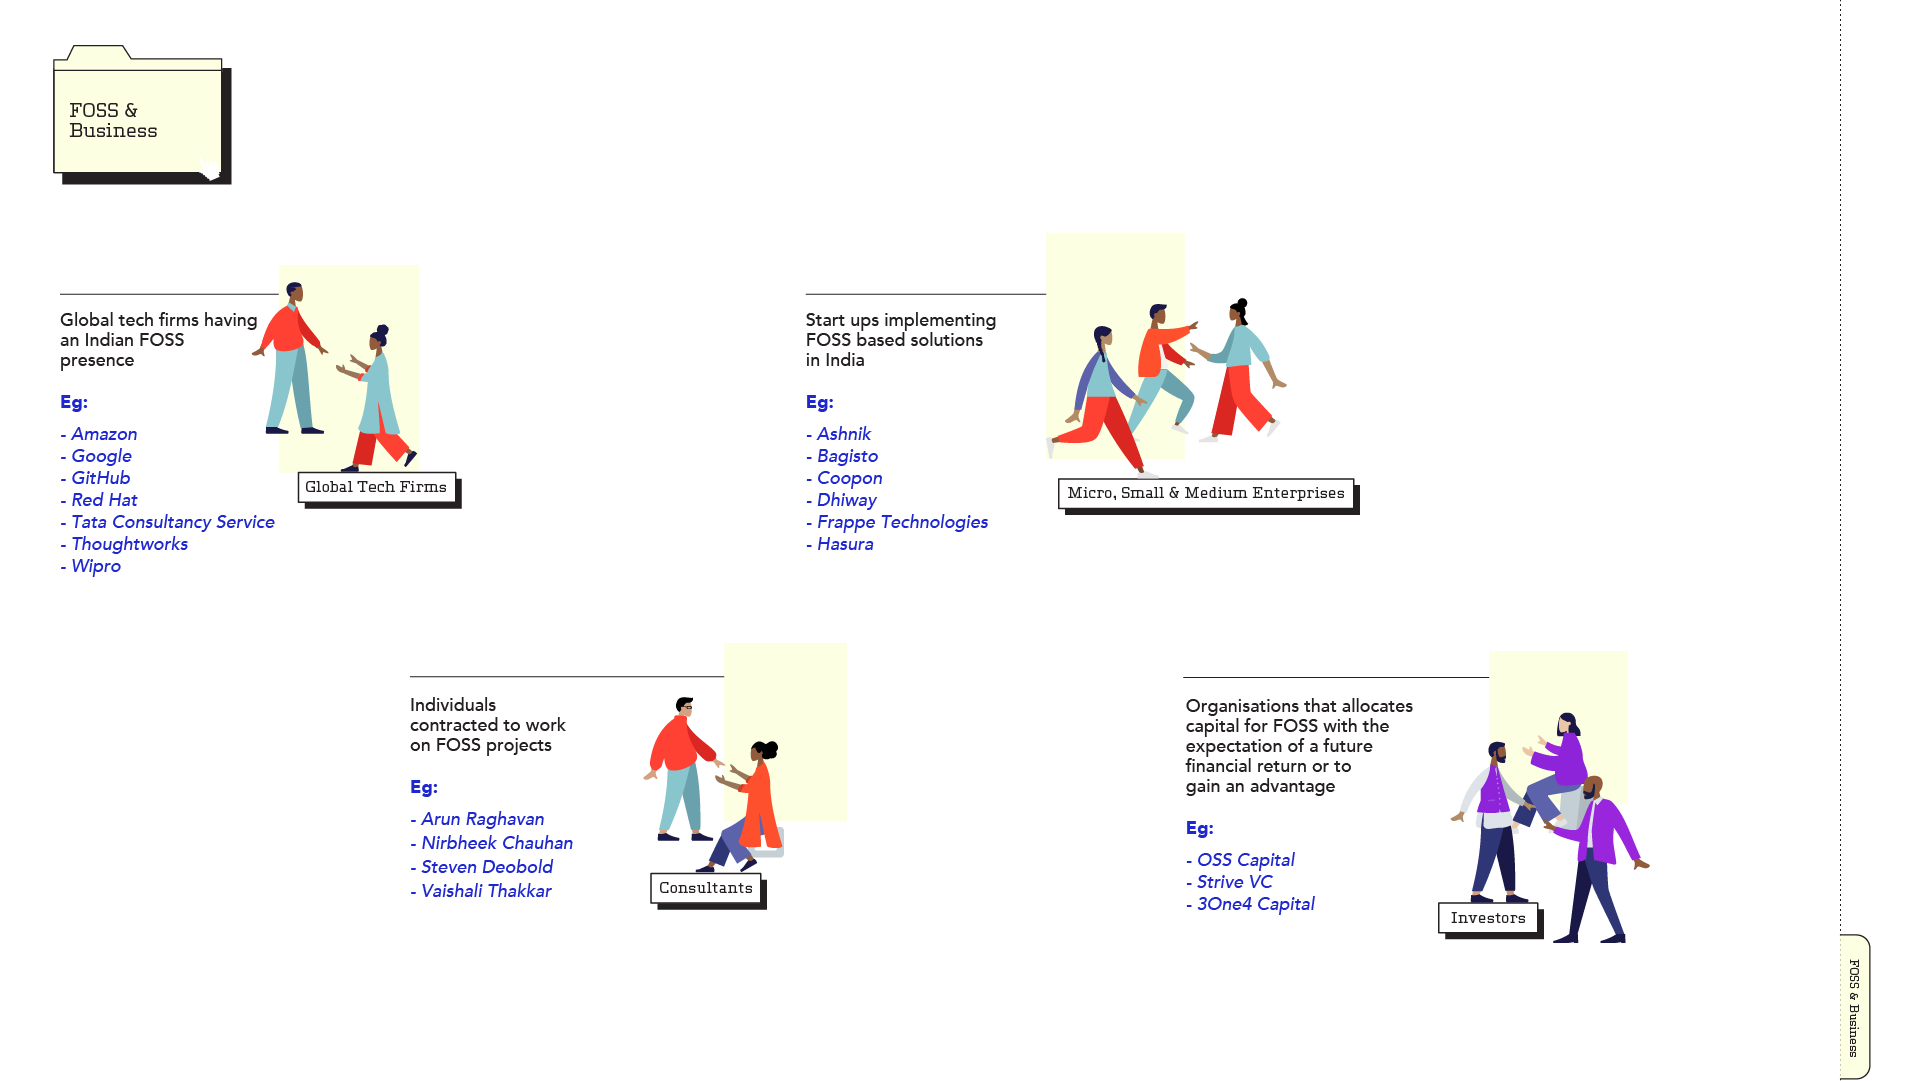 FOSS &
Business
Global tech firms having
an Indian FOSS
presence
Eg:
- Amazon
- Google
- GitHub
- Red Hat
- Tata Consultancy Service
- Thoughtworks
- Wipro
Global Tech Firms
Start ups implementing
FOSS based solutions
in India
Eg:
- Ashnik
- Bagisto
- Coopon
- Dhiway
- Frappe Technologies
- Hasura
Micro, Small & Medium Enterprises
Individuals
contracted to work
on FOSS projects
Eg:
- Arun Raghavan
- Nirbheek Chauhan
- Steven Deobold
- Vaishali Thakkar
Consultants
Organisations that allocates
capital for FOSS with the
expectation of a future
financial return or to
gain an advantage
Eg:
- OSS Capital
- Strive VC
- 3One4 Capital
Investors
FOSS & Business